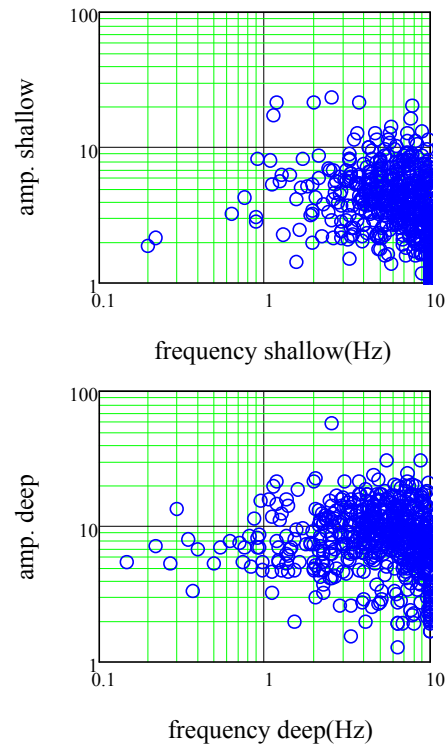 100
amp. shallow
10
1
0.1 1 10
frequency shallow(Hz)
100
amp. deep
10
1
0.1 1 10
frequency deep(Hz)